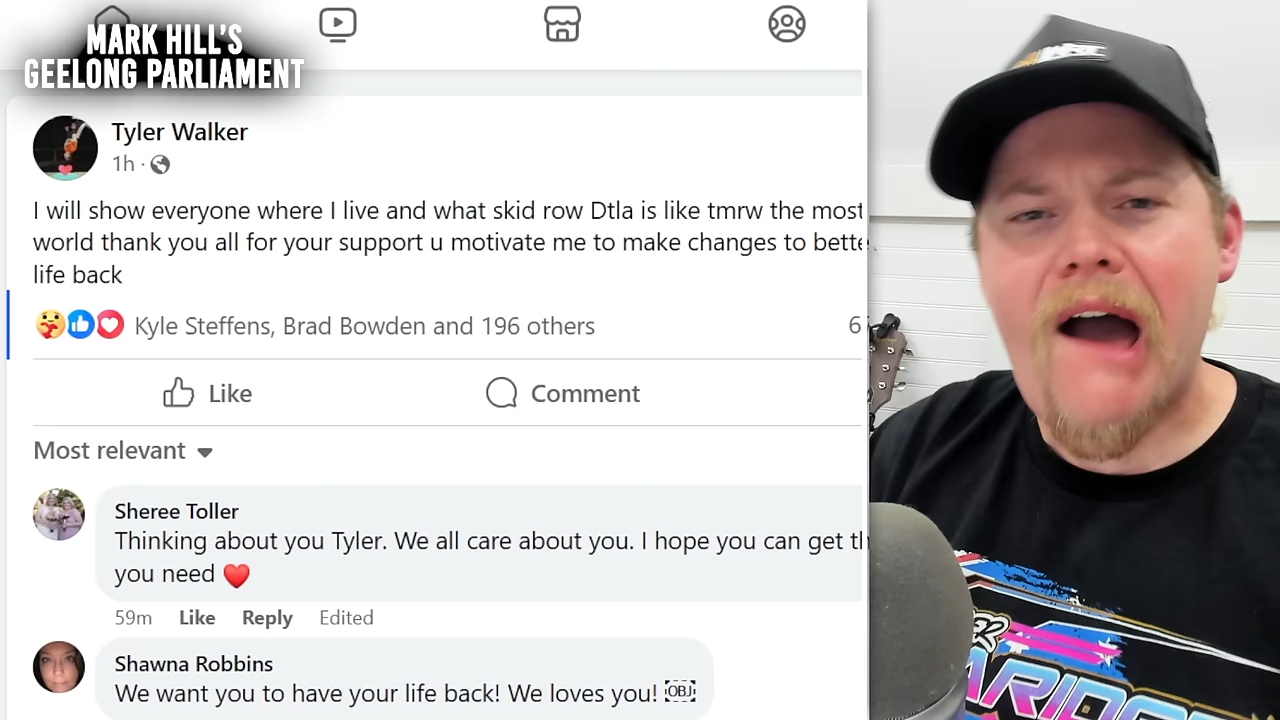 MARK HILL'S
GEELONG PARLIAMENT
Tyler Walker
1h ·
I will show everyone where I live and what skid row Dtla is like tmrw the most
world thank you all for your support u motivate me to make changes to bette
life back
Kyle Steffens, Brad Bowden and 196 others
6
Like
Comment
Most relevant
Sheree Toller
Thinking about you Tyler. We all care about you. I hope you can get th
you need
59m Like Reply Edited
Shawna Robbins
We want you to have your life back! We loves you! OBJ